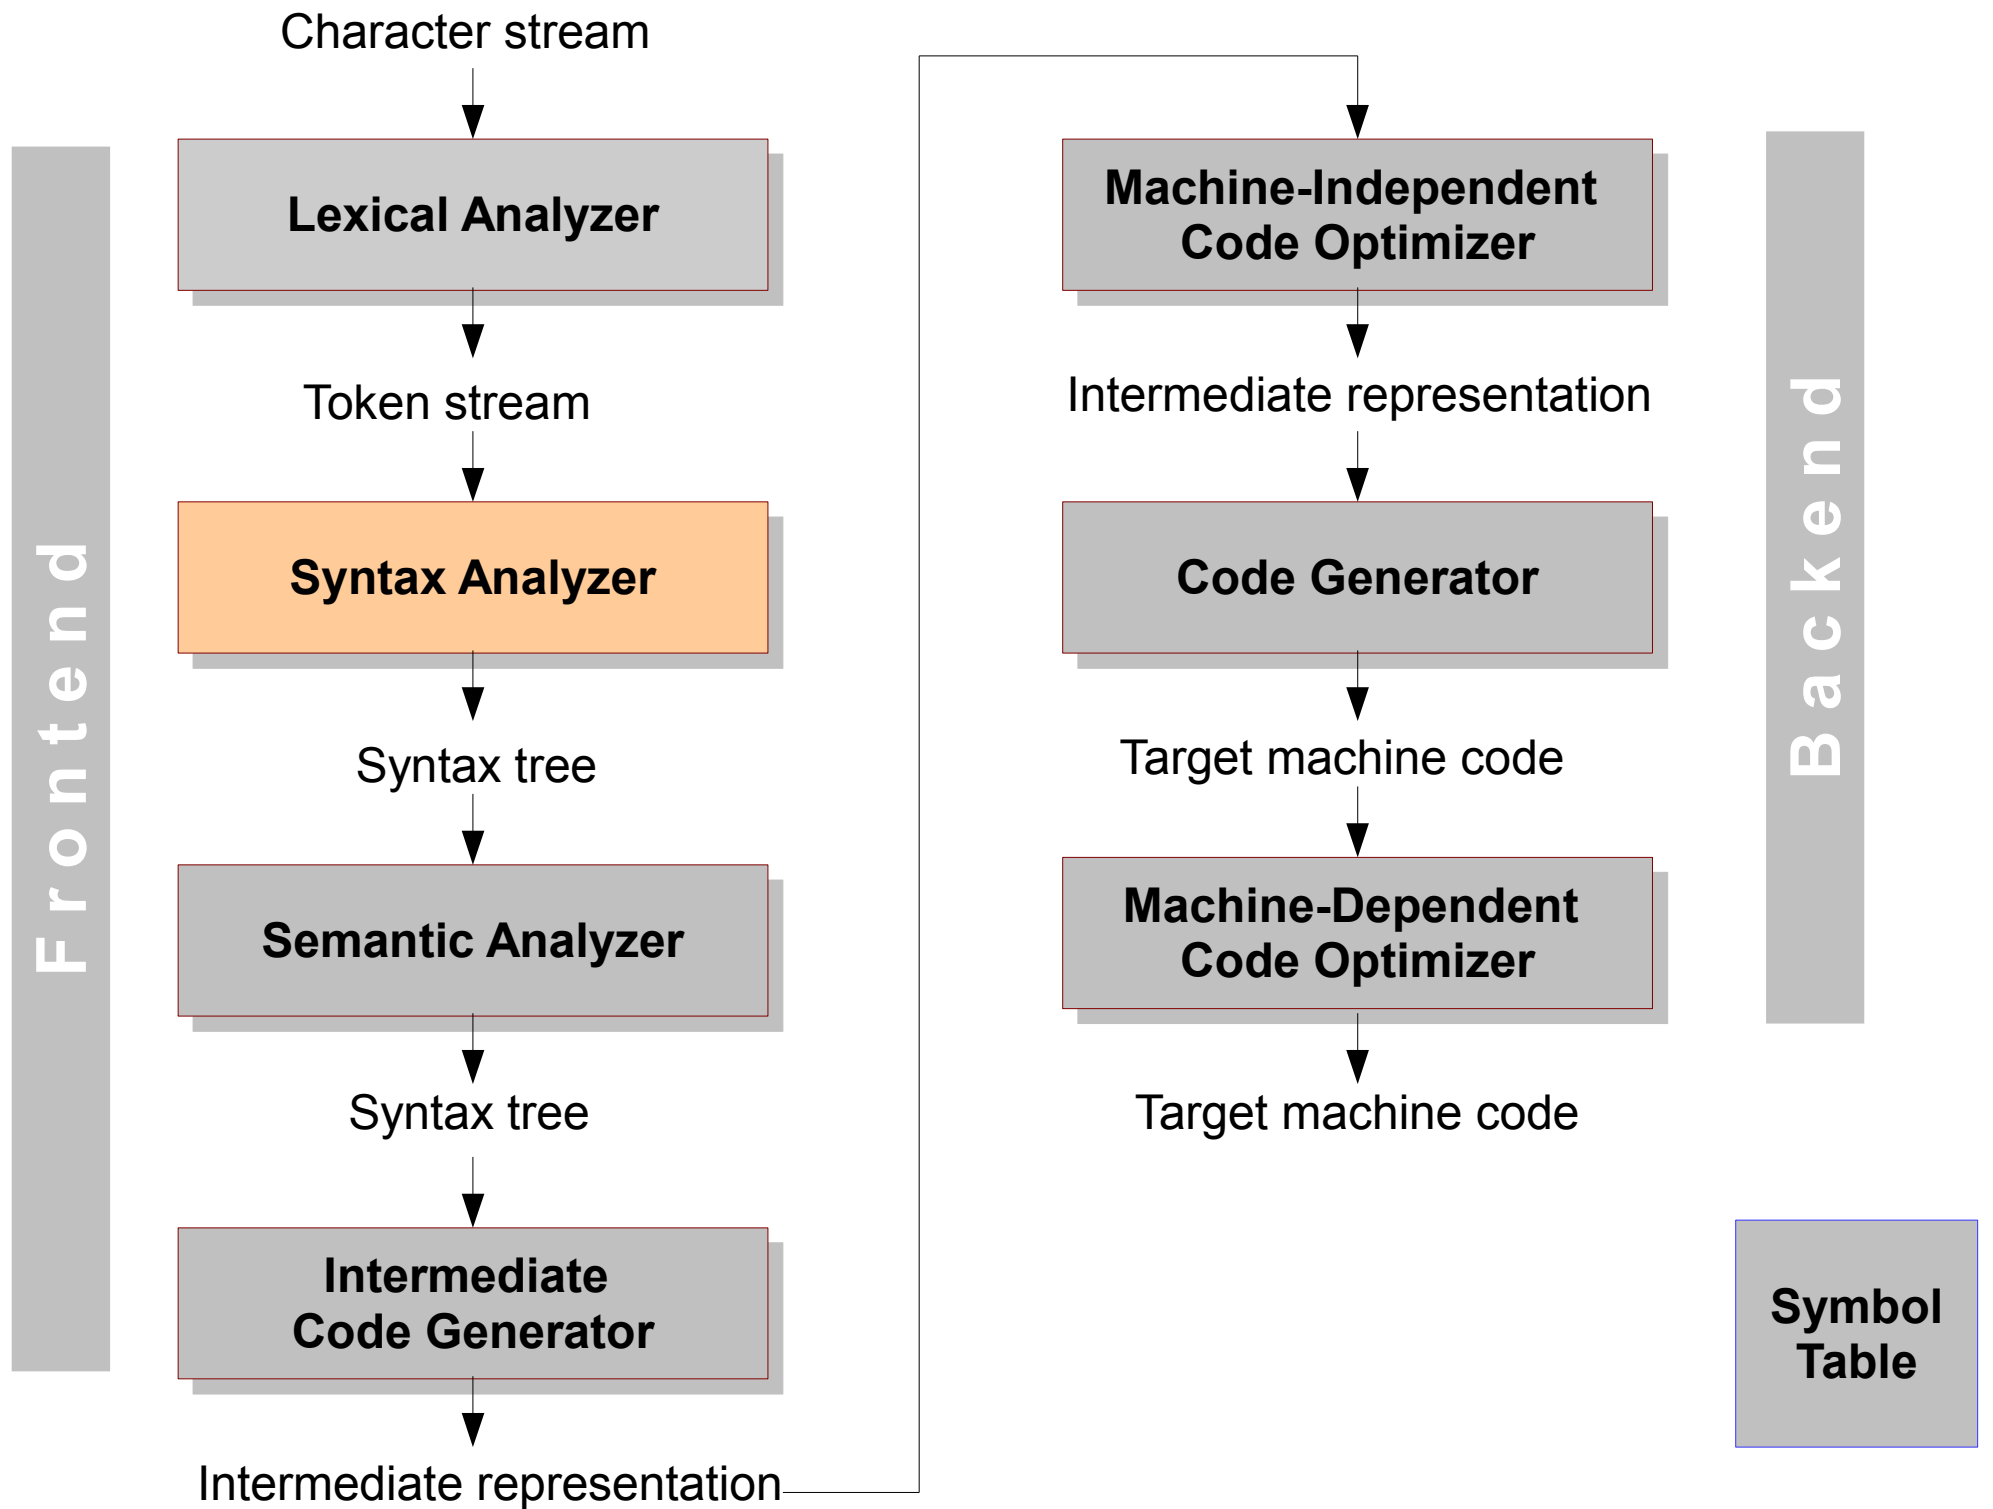 Character stream
Frontend
Lexical Analyzer
Token stream
Syntax Analyzer
Syntax tree
Semantic Analyzer
Syntax tree
Intermediate
Code Generator
Intermediate representation
Machine-Independent
Code Optimizer
Intermediate representation
Code Generator
Target machine code
Machine-Dependent
Code Optimizer
Target machine code
Backend
Symbol
Table